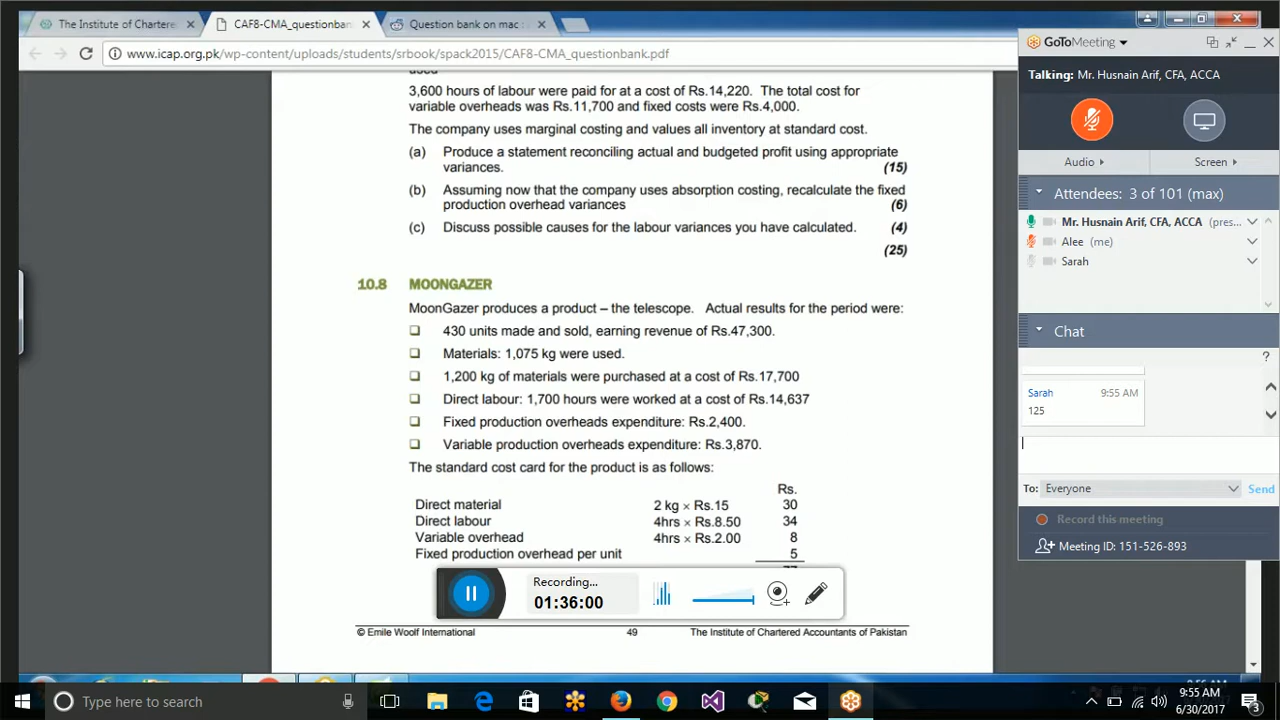 The Institute of Chartere
CAF8-CMA_questionban
Question bank on mac :
www.icap.org.pk/wp-content/uploads/students/srbook/spack2015/CAF8-CMA_questionbank.pdf
used
3,600 hours of labour were paid for at a cost of Rs.14,220. The total cost for
variable overheads was Rs.11,700 and fixed costs were Rs.4,000.
The company uses marginal costing and values all inventory at standard cost.
(a) Produce a statement reconciling actual and budgeted profit using appropriate
variances. (15)
(b) Assuming now that the company uses absorption costing, recalculate the fixed
production overhead variances (6)
(c) Discuss possible causes for the labour variances you have calculated. (4)
(25)
10.8 MOONGAZER
MoonGazer produces a product – the telescope. Actual results for the period were:
430 units made and sold, earning revenue of Rs.47,300.
Materials: 1,075 kg were used.
1,200 kg of materials were purchased at a cost of Rs.17,700
Direct labour: 1,700 hours were worked at a cost of Rs.14,637
Fixed production overheads expenditure: Rs.2,400.
Variable production overheads expenditure: Rs.3,870.
The standard cost card for the product is as follows:
Rs.
Direct material 2 kg × Rs.15 30
Direct labour 4hrs × Rs.8.50 34
Variable overhead 4hrs × Rs.2.00 8
Fixed production overhead per unit 5
© Emile Woolf International 49 The Institute of Chartered Accountants of Pakistan
Recording...
01:36:00
GoToMeeting
Talking: Mr. Husnain Arif, CFA, ACCA
Audio
Screen
Attendees: 3 of 101 (max)
Mr. Husnain Arif, CFA, ACCA (pres...
Alee (me)
Sarah
Chat
?
Sarah 9:55 AM
125
To: Everyone Send
Record this meeting
Meeting ID: 151-526-893
Type here to search
9:55 AM
6/30/2017
3